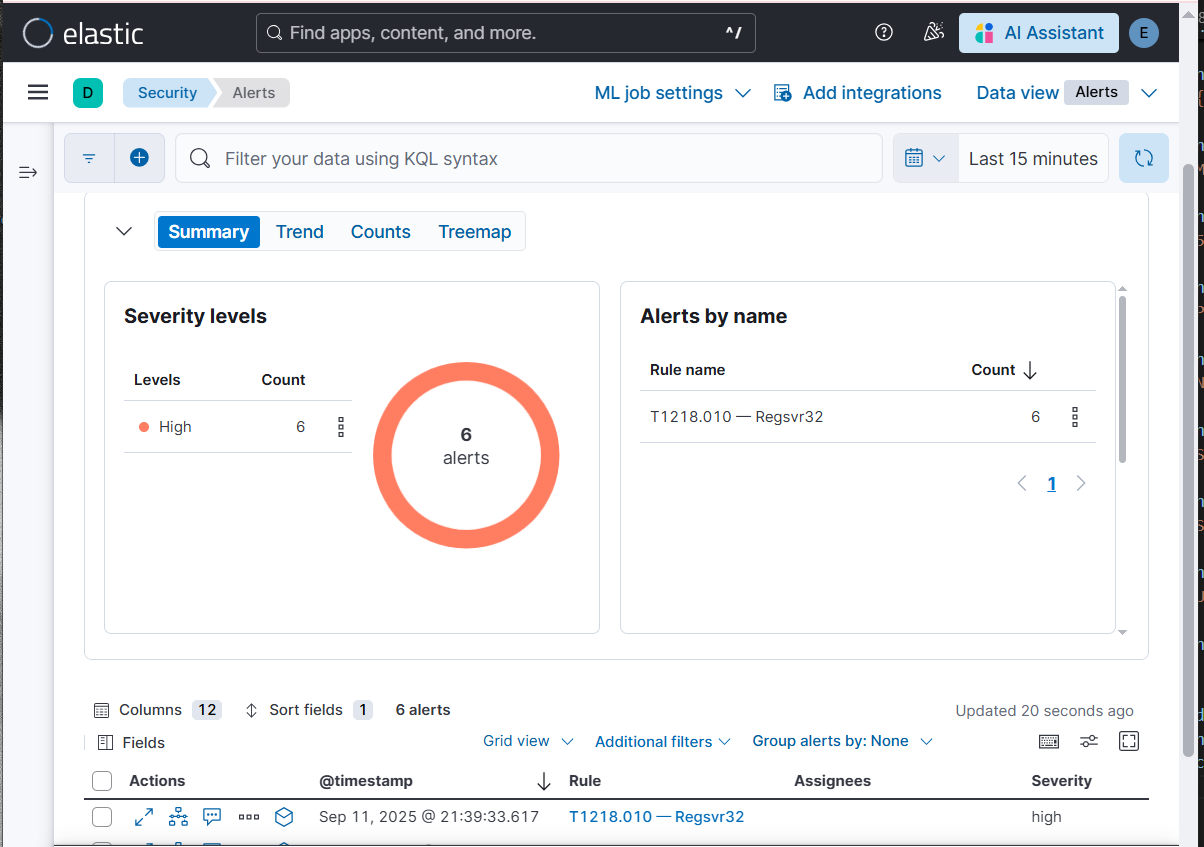 elastic
Find apps, content, and more.
^/
AI Assistant
E
D
Security
Alerts
ML job settings
Add integrations
Data view
Alerts
Filter your data using KQL syntax
Last 15 minutes
Summary
Trend
Counts
Treemap
Severity levels
Levels Count
High 6
6
alerts
Alerts by name
Rule name Count
T1218.010 — Regsvr32 6
1
Columns 12
Sort fields 1
6 alerts
Updated 20 seconds ago
Fields
Grid view
Additional filters
Group alerts by: None
Actions @timestamp Rule Assignees Severity
Sep 11, 2025 @ 21:39:33.617 T1218.010 — Regsvr32 high